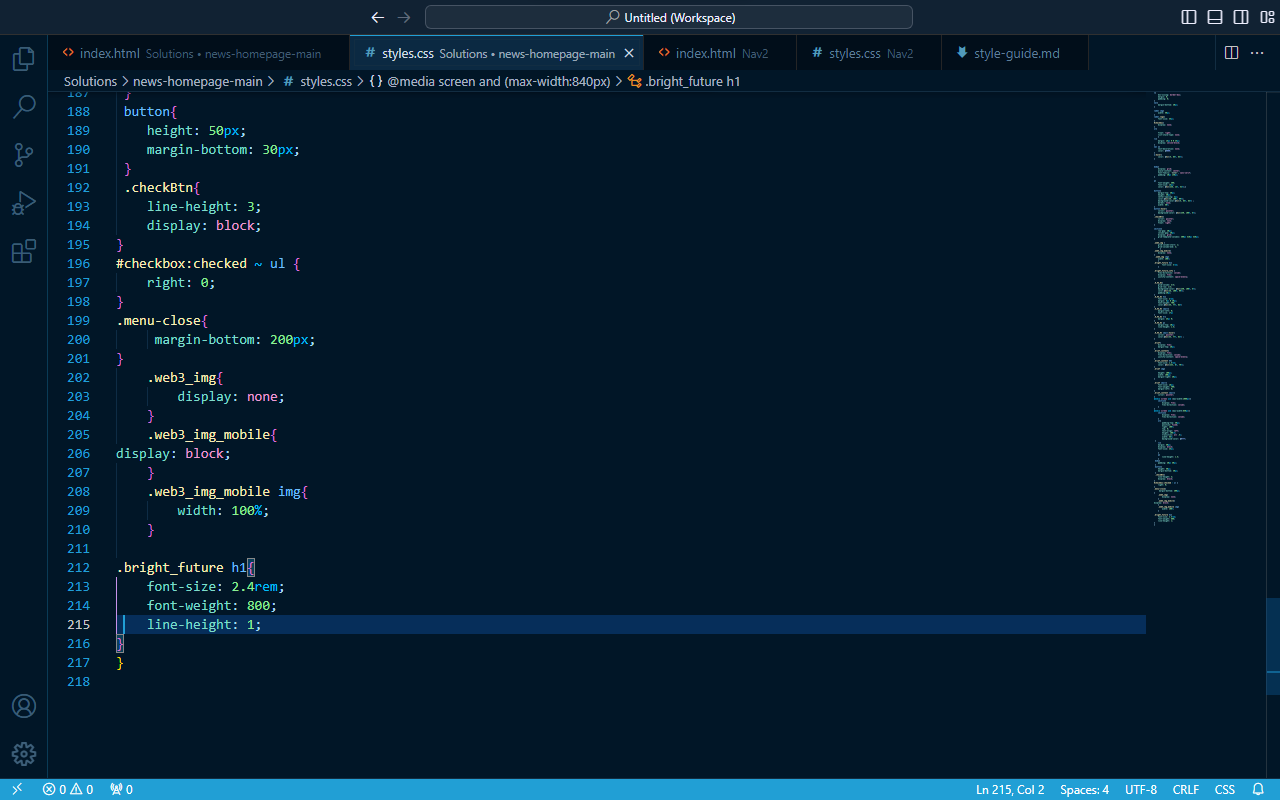 Untitled (Workspace)
index.html Solutions • news-homepage-main
# styles.css Solutions • news-homepage-main
index.html Nav2
# styles.css Nav2
style-guide.md
Solutions > news-homepage-main > # styles.css > {} @media screen and (max-width:840px) > .bright_future h1
187 }
188 button{
189 height: 50px;
190 margin-bottom: 30px;
191 }
192 .checkBtn{
193 line-height: 3;
194 display: block;
195 }
196 #checkbox:checked ~ ul {
197 right: 0;
198 }
199 .menu-close{
200 margin-bottom: 200px;
201 }
202 .web3_img{
203 display: none;
204 }
205 .web3_img_mobile{
206 display: block;
207 }
208 .web3_img_mobile img{
209 width: 100%;
210 }
211
212 .bright_future h1{
213 font-size: 2.4rem;
214 font-weight: 800;
215 line-height: 1;
216 }
217 }
218
0 0 0 Ln 215, Col 2 Spaces: 4 UTF-8 CRLF CSS